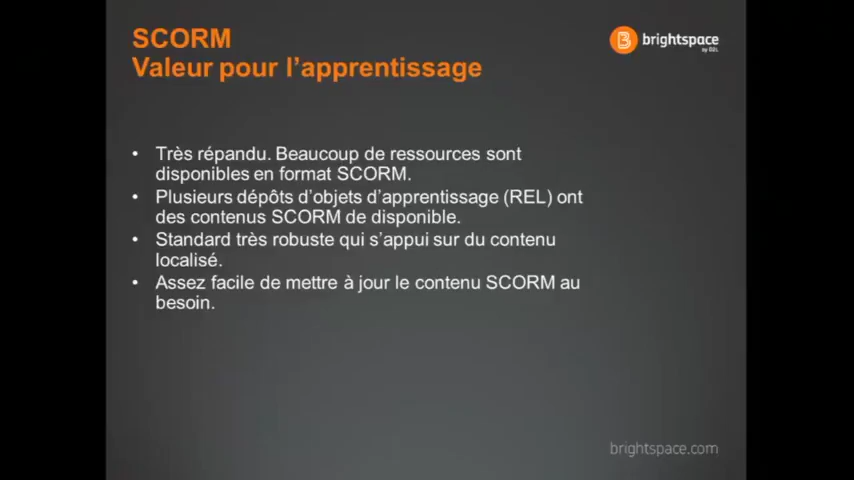 SCORM
Valeur pour l'apprentissage
brightspace
by D2L
• Très répandu. Beaucoup de ressources sont
disponibles en format SCORM.
• Plusieurs dépôts d'objets d'apprentissage (REL) ont
des contenus SCORM de disponible.
• Standard très robuste qui s'appui sur du contenu
localisé.
• Assez facile de mettre à jour le contenu SCORM au
besoin.
brightspace.com